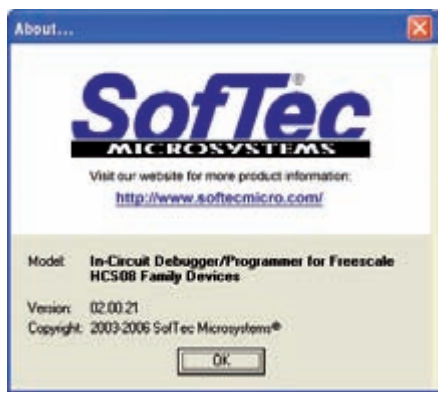 About...
SofTec®
MICROSYSTEMS
Visit our website for more product information:
http://www.softecmicro.com/
Model: In-Circuit Debugger/Programmer for Freescale
HCS08 Family Devices
Version: 02.00.21
Copyright: 2003-2006 SofTec Microsystems®
OK